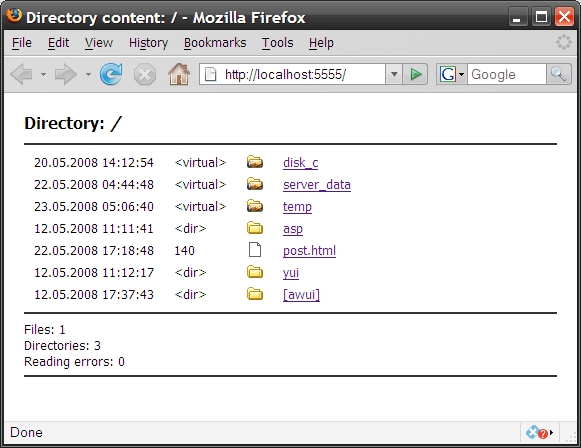 Directory content: / - Mozilla Firefox
File Edit View History Bookmarks Tools Help
http://localhost:5555/ G Google
Directory: /
20.05.2008 14:12:54 <virtual> disk_c
22.05.2008 04:44:48 <virtual> server_data
23.05.2008 05:06:40 <virtual> temp
12.05.2008 11:11:41 <dir> asp
22.05.2008 17:18:48 140 post.html
12.05.2008 11:12:17 <dir> yui
12.05.2008 17:37:43 <dir> [awui]
Files: 1
Directories: 3
Reading errors: 0
Done